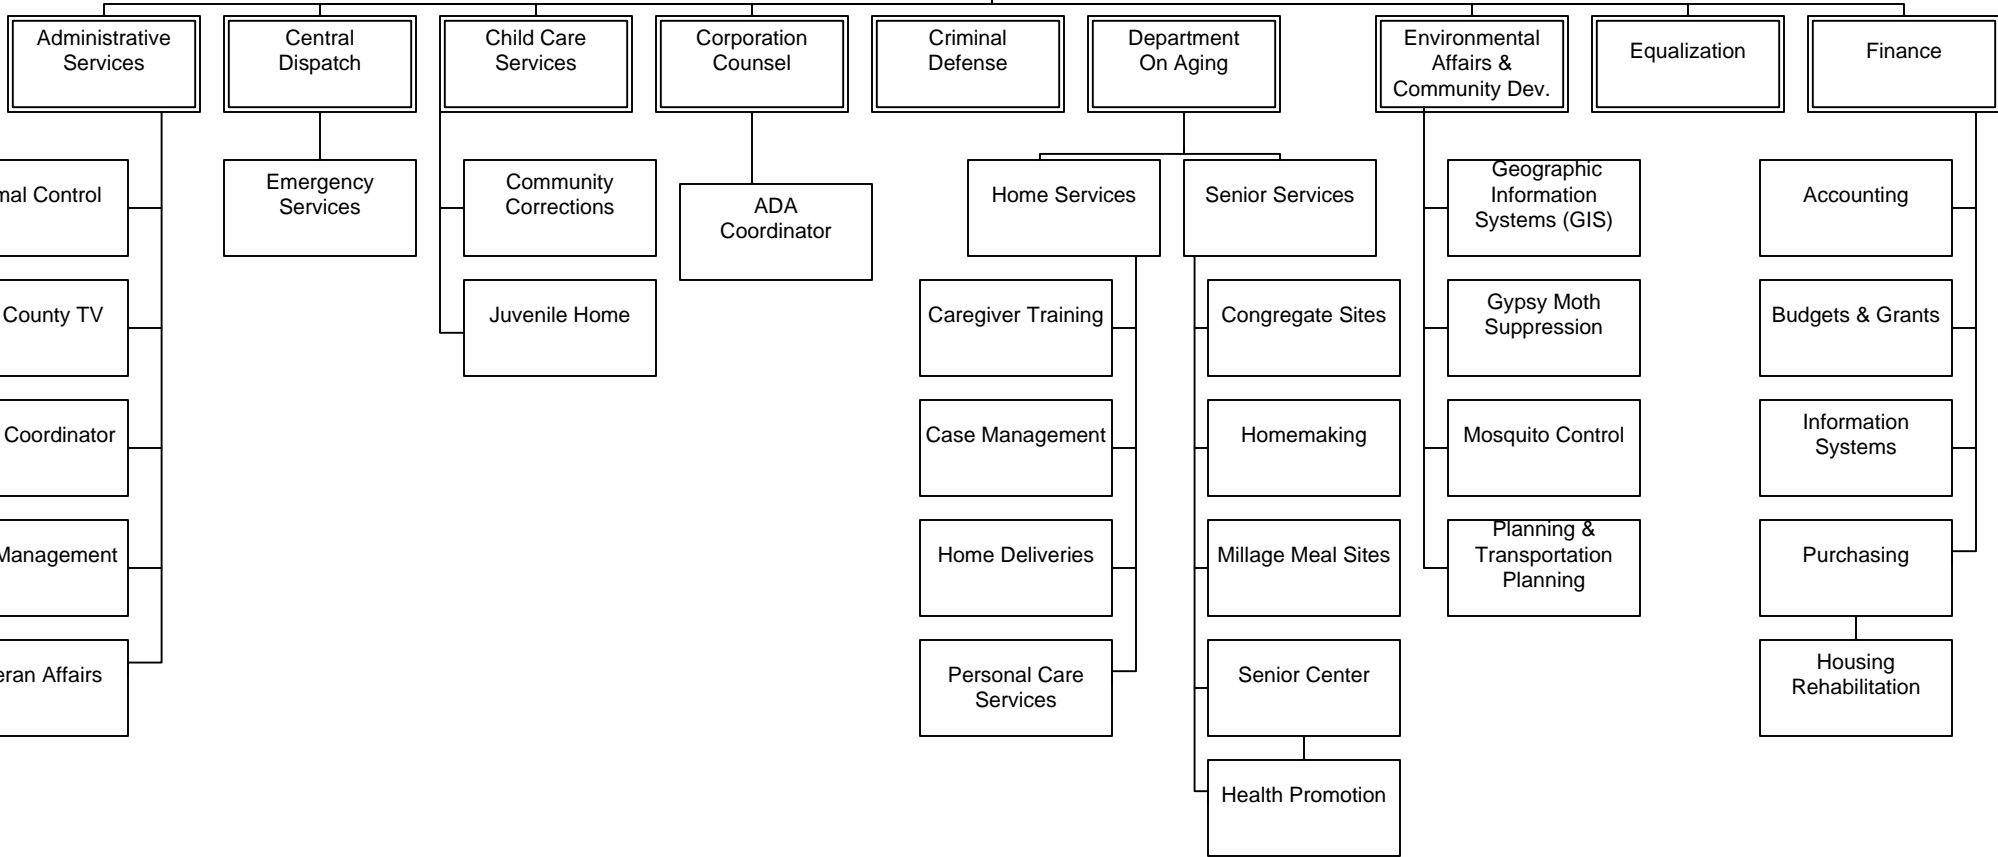 Administrative
Services
Central
Dispatch
Child Care
Services
Corporation
Counsel
Criminal
Defense
Department
On Aging
Environmental
Affairs &
Community Dev.
Equalization
Finance
Control
Emergency
Services
Community
Corrections
ADA
Coordinator
Home Services
Senior Services
Geographic
Information
Systems (GIS)
Accounting
County TV
Juvenile Home
Caregiver Training
Congregate Sites
Gypsy Moth
Suppression
Budgets & Grants
Coordinator
Case Management
Homemaking
Mosquito Control
Information
Systems
Management
Home Deliveries
Millage Meal Sites
Planning &
Transportation
Planning
Purchasing
Affairs
Personal Care
Services
Senior Center
Housing
Rehabilitation
Health Promotion